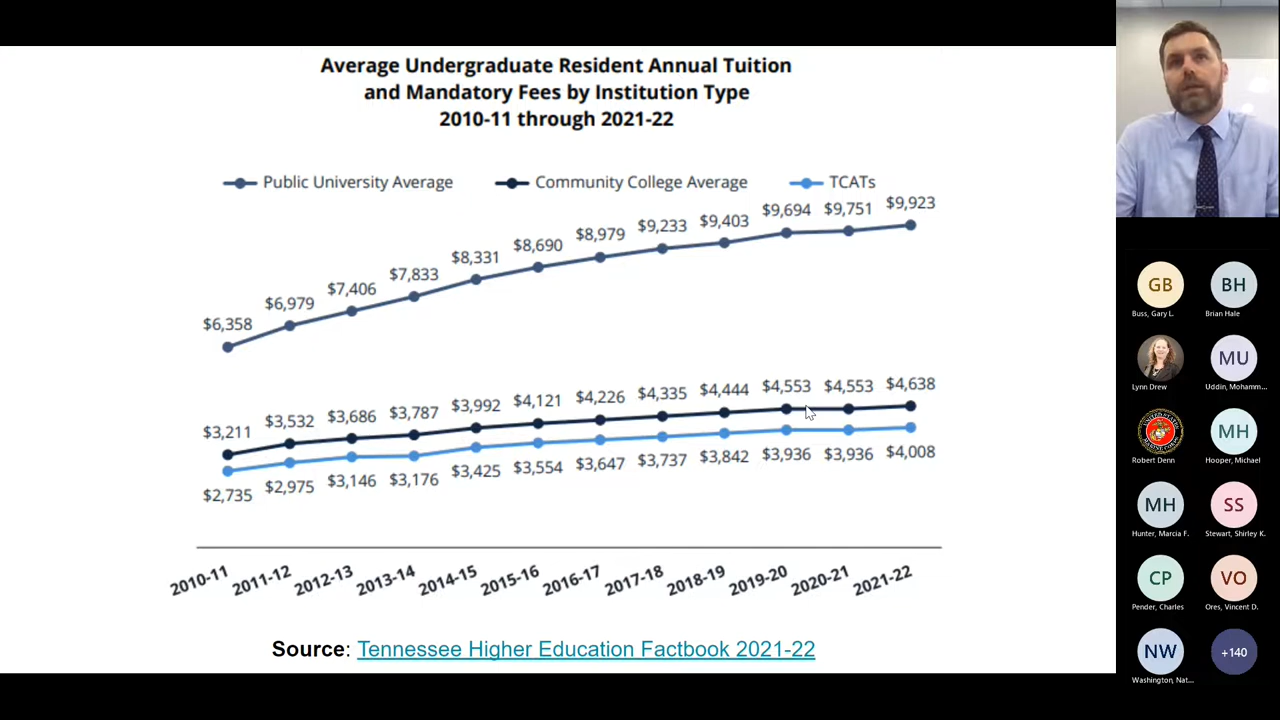 Average Undergraduate Resident Annual Tuition
and Mandatory Fees by Institution Type
2010-11 through 2021-22
Public University Average
Community College Average
TCATs
$6,358
$6,979
$7,406
$7,833
$8,331
$8,690
$8,979
$9,233
$9,403
$9,694
$9,751
$9,923
$3,211
$3,532
$3,686
$3,787
$3,992
$4,121
$4,226
$4,335
$4,444
$4,553
$4,553
$4,638
$2,735
$2,975
$3,146
$3,176
$3,425
$3,554
$3,647
$3,737
$3,842
$3,936
$3,936
$4,008
2010-11
2011-12
2012-13
2013-14
2014-15
2015-16
2016-17
2017-18
2018-19
2019-20
2020-21
2021-22
Source: Tennessee Higher Education Factbook 2021-22
GB
Buss, Gary L.
BH
Brian Hale
Lynn Drew
MU
Uddin, Mohamm...
Robert Denn
MH
Hooper, Michael
MH
Hunter, Marcia F.
SS
Stewart, Shirley K.
CP
Pender, Charles
VO
Ores, Vincent D.
NW
Washington, Nat...
+140